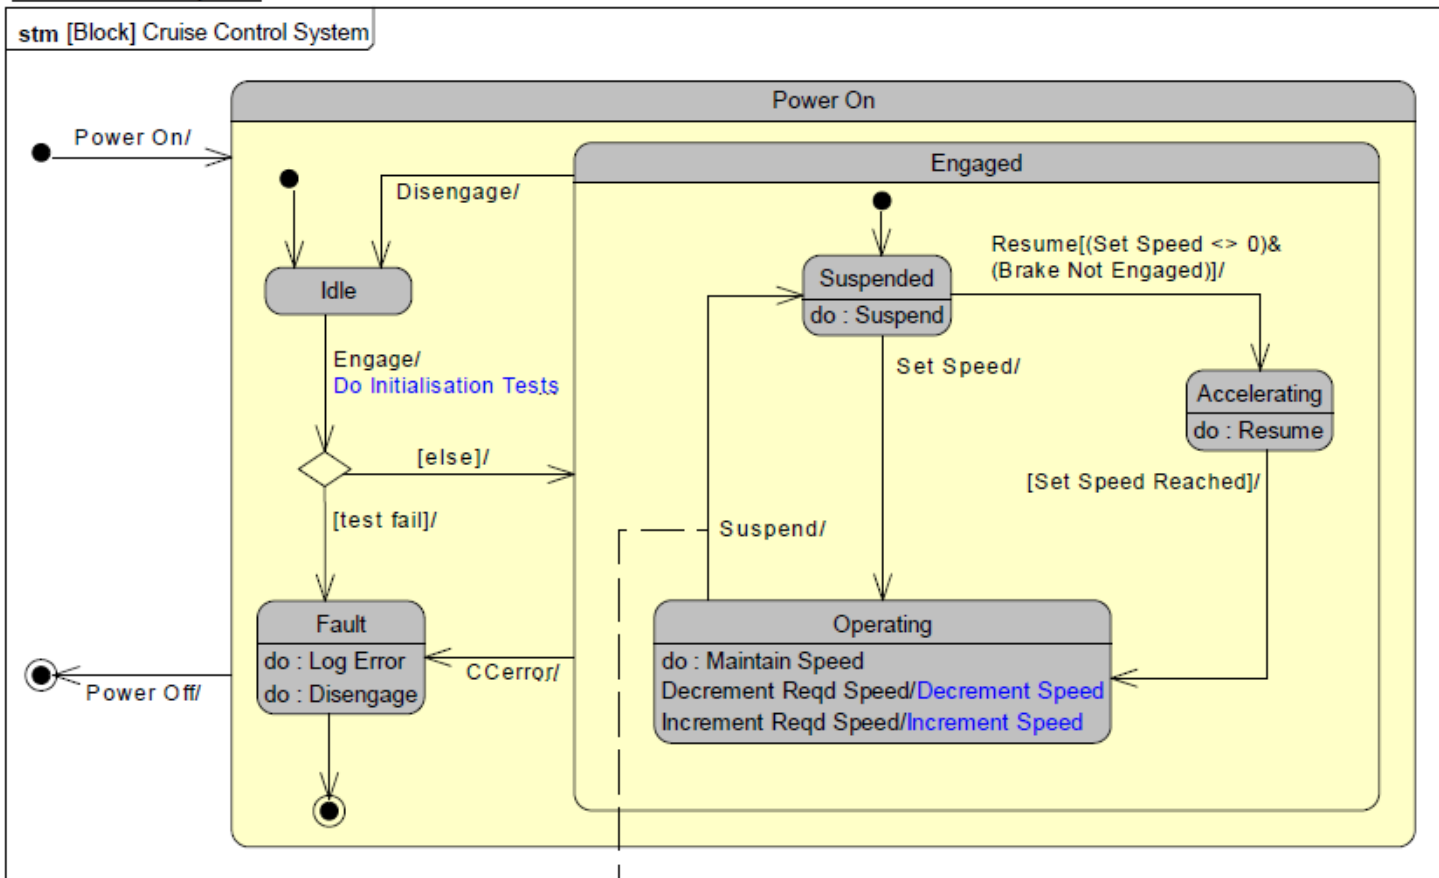 stm [Block] Cruise Control System
Power On
Power On/
Engaged
Disengage/
Resume[(Set Speed <> 0)&
(Brake Not Engaged)]/
Idle
Suspended
do : Suspend
Engage/
Do Initialisation Tests
Set Speed/
Accelerating
do : Resume
[else]/
[Set Speed Reached]/
[test fail]/
Suspend/
Fault
do : Log Error
do : Disengage
Operating
do : Maintain Speed
Decrement Reqd Speed/Decrement Speed
Increment Reqd Speed/Increment Speed
CCerror/
Power Off/